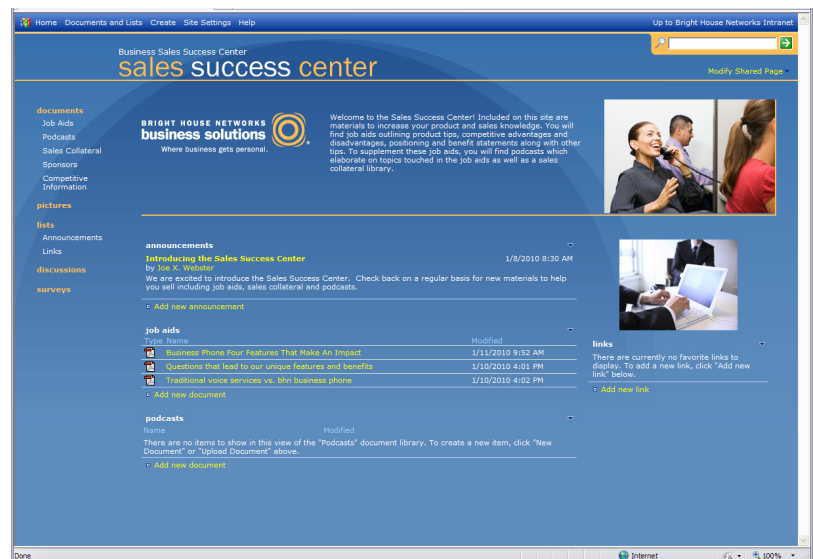 Home Documents and Lists Create Site Settings Help
Up to Bright House Networks Intranet
Business Sales Success Center
sales success center
Modify Shared Page
documents
Job Aids
Podcasts
Sales Collateral
Sponsors
Competitive
Information
pictures
lists
Announcements
Links
discussions
surveys
BRIGHT HOUSE NETWORKS
business solutions
Where business gets personal.
Welcome to the Sales Success Center! Included on this site are
materials to increase your product and sales knowledge. You will
find job aids outlining product tips, competitive advantages and
disadvantages, positioning and benefit statements along with other
tips. To supplement these job aids, you will find podcasts which
elaborate on topics touched in the job aids as well as a sales
collateral library.
announcements
Introducing the Sales Success Center 1/8/2010 8:30 AM
by Joe X. Webster
We are excited to introduce the Sales Success Center. Check back on a regular basis for new materials to help
you sell including job aids, sales collateral and podcasts.
Add new announcement
job aids
Type Name Modified
Business Phone Four Features That Make An Impact 1/11/2010 9:52 AM
Questions that lead to our unique features and benefits 1/10/2010 4:01 PM
Traditional voice services vs. bhn business phone 1/10/2010 4:02 PM
Add new document
podcasts
Name Modified
There are no items to show in this view of the "Podcasts" document library. To create a new item, click "New
Document" or "Upload Document" above.
Add new document
links
There are currently no favorite links to
display. To add a new link, click "Add new
link" below.
Add new link
Done
Internet
100%